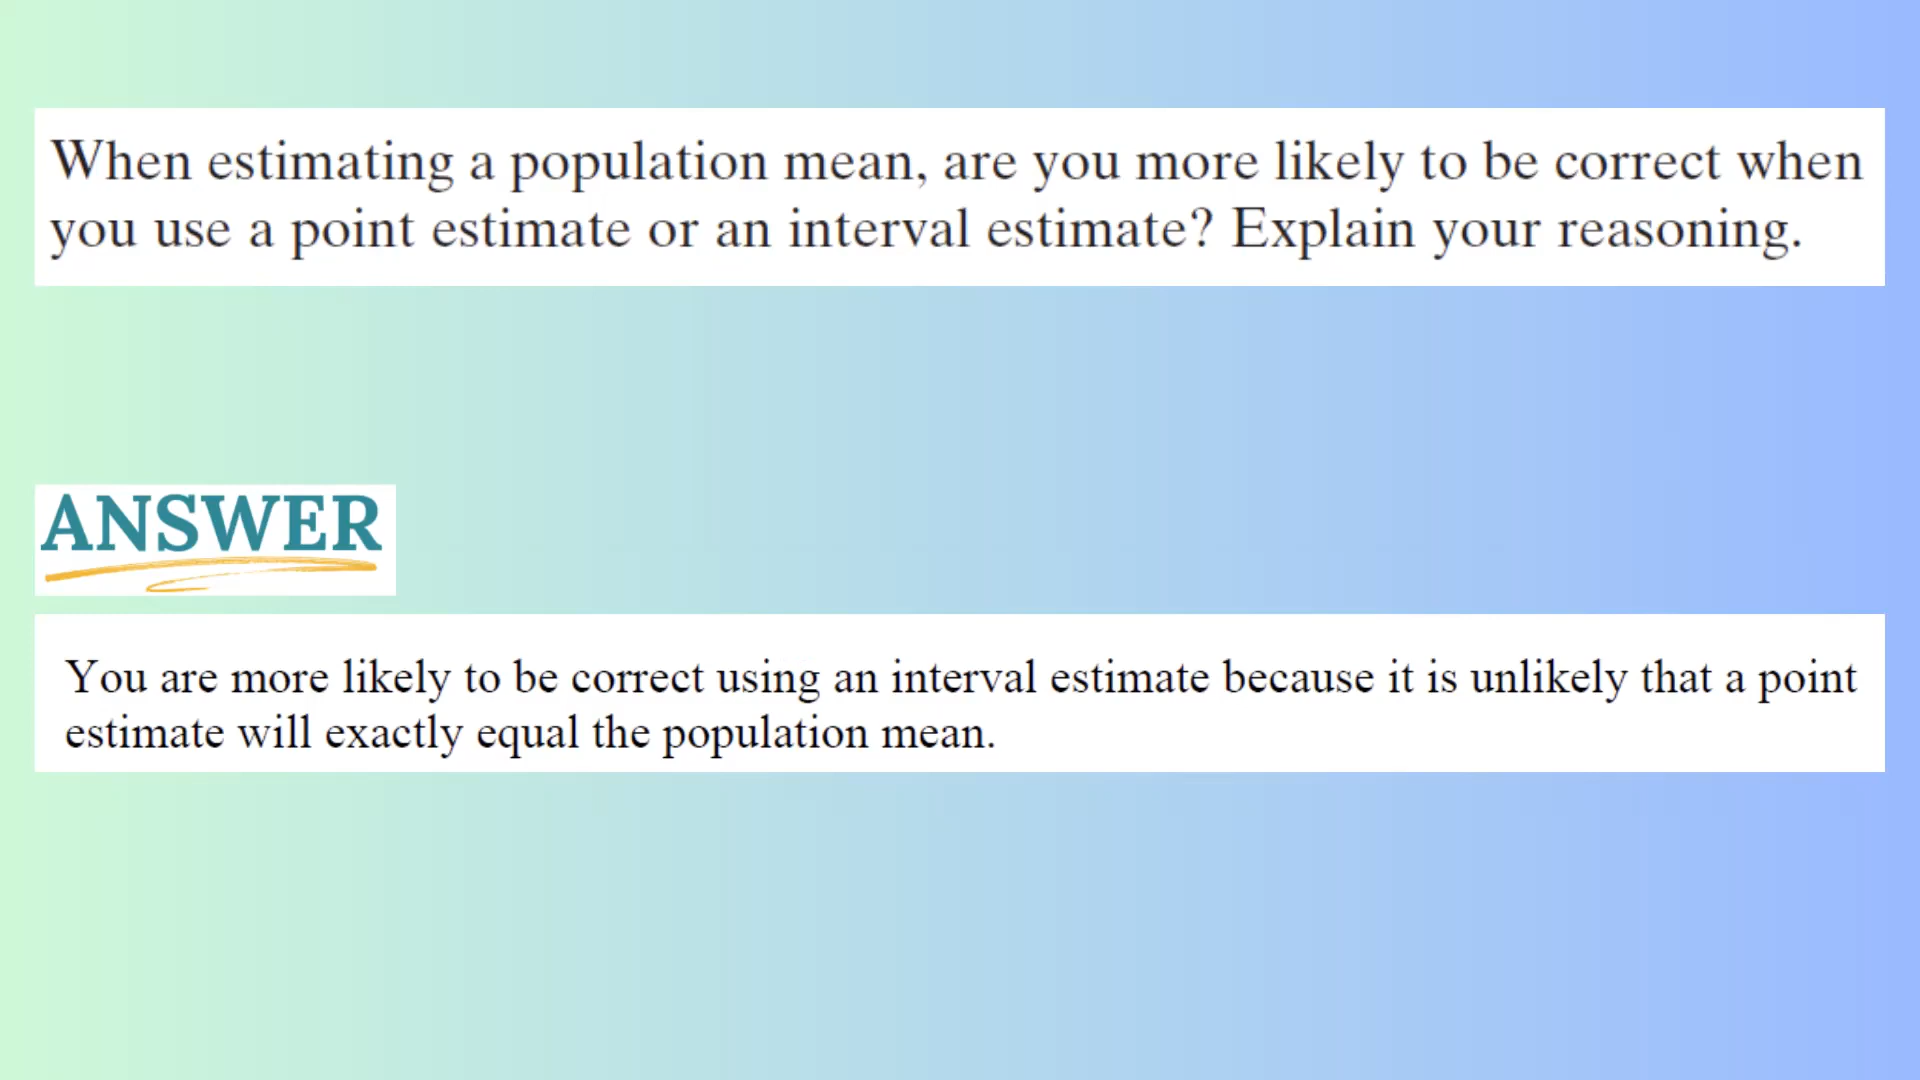 When estimating a population mean, are you more likely to be correct when
you use a point estimate or an interval estimate? Explain your reasoning.
ANSWER
You are more likely to be correct using an interval estimate because it is unlikely that a point
estimate will exactly equal the population mean.